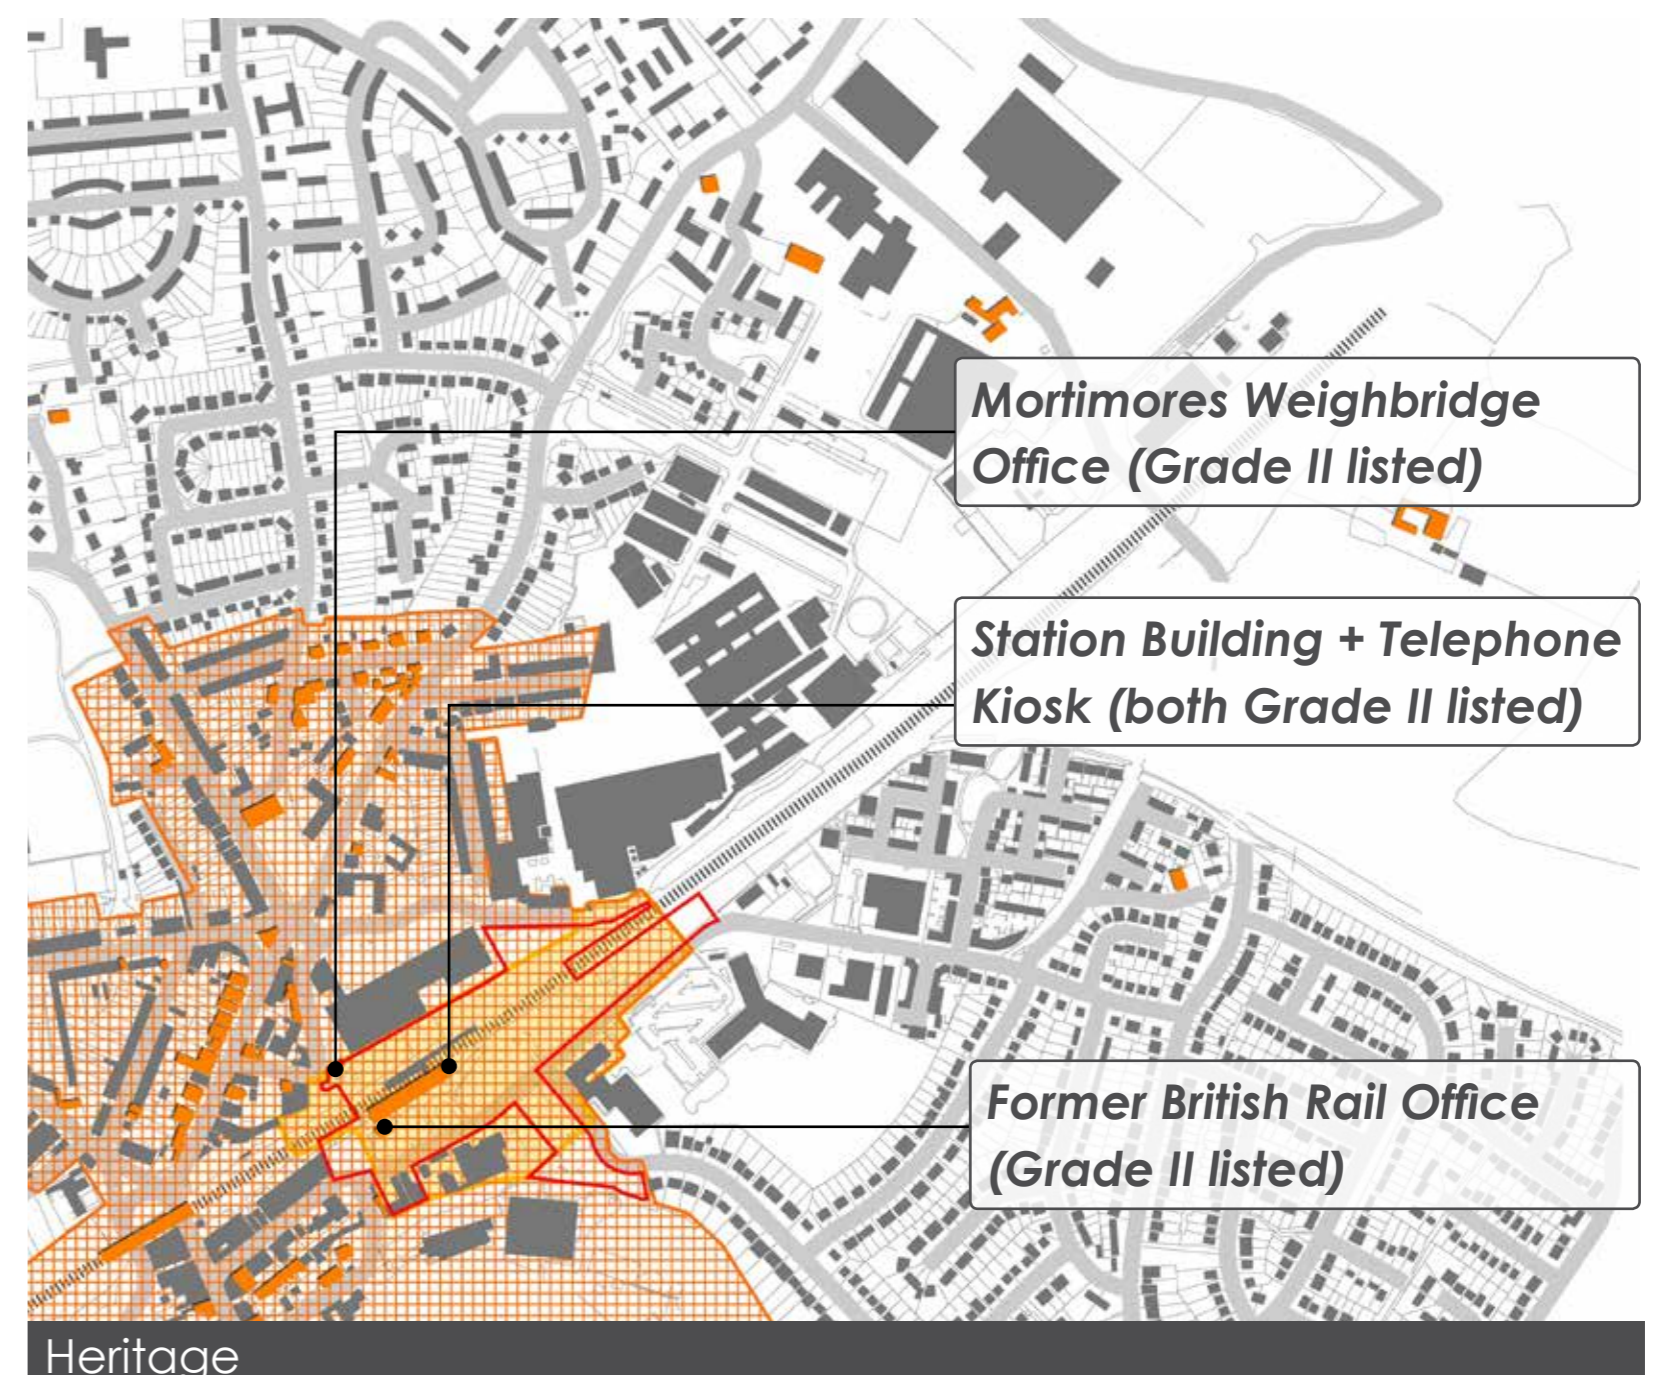 Mortimores Weighbridge
Office (Grade II listed)
Station Building + Telephone
Kiosk (both Grade II listed)
Former British Rail Office
(Grade II listed)
Heritage